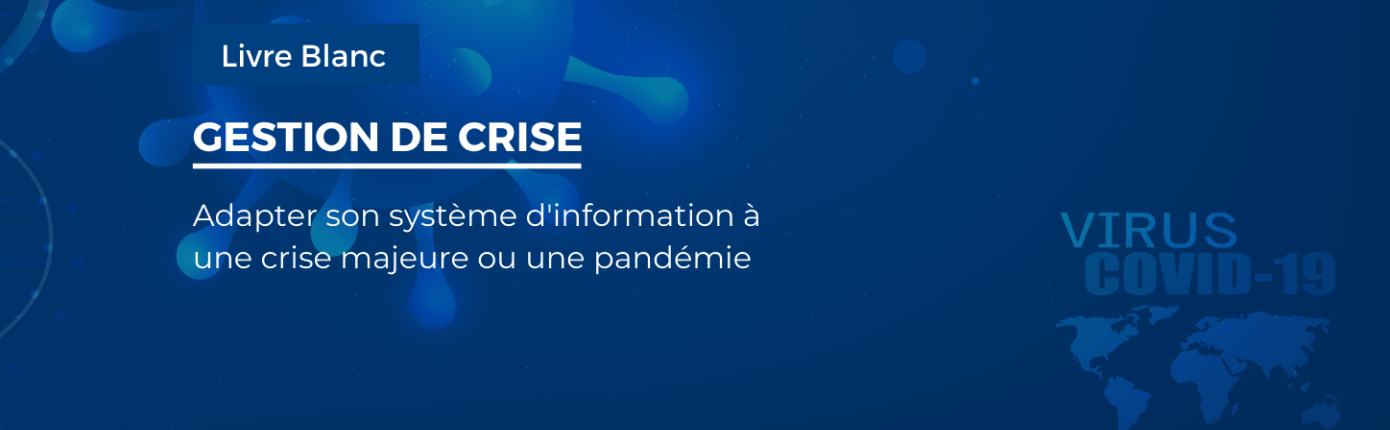 Livre Blanc
GESTION DE CRISE
Adapter son système d'information à
une crise majeure ou une pandémie
VIRUS
COVID-19